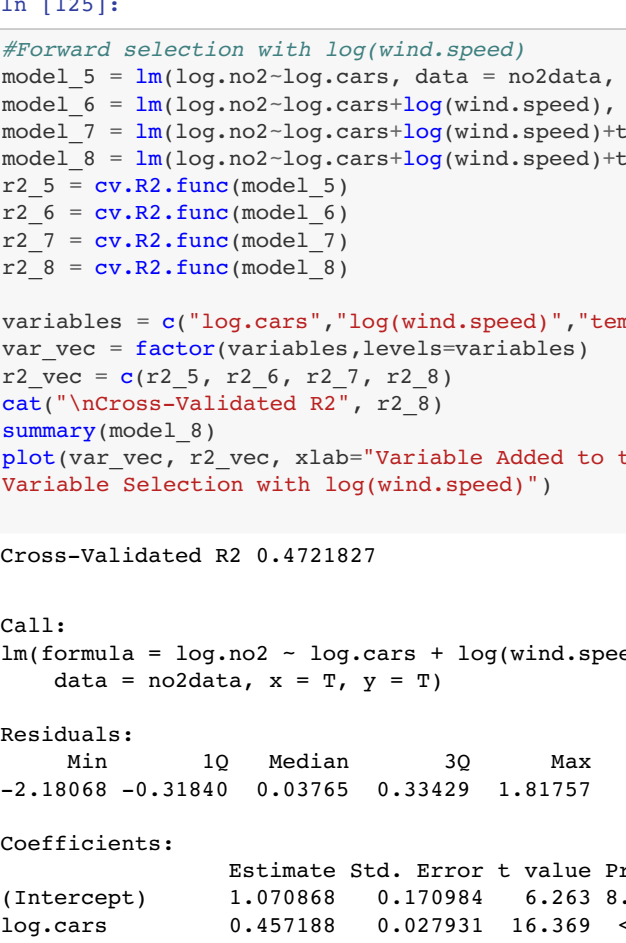 In [125]:
#Forward selection with log(wind.speed)
model_5 = lm(log.no2~log.cars, data = no2data,
model_6 = lm(log.no2~log.cars+log(wind.speed),
model_7 = lm(log.no2~log.cars+log(wind.speed)+t
model_8 = lm(log.no2~log.cars+log(wind.speed)+t
r2_5 = cv.R2.func(model_5)
r2_6 = cv.R2.func(model_6)
r2_7 = cv.R2.func(model_7)
r2_8 = cv.R2.func(model_8)
variables = c("log.cars","log(wind.speed)","tem
var_vec = factor(variables,levels=variables)
r2_vec = c(r2_5, r2_6, r2_7, r2_8)
cat("\nCross-Validated R2", r2_8)
summary(model_8)
plot(var_vec, r2_vec, xlab="Variable Added to t
Variable Selection with log(wind.speed)")
Cross-Validated R2 0.4721827
Call:
lm(formula = log.no2 ~ log.cars + log(wind.spee
data = no2data, x = T, y = T)
Residuals:
Min 1Q Median 3Q Max
-2.18068 -0.31840 0.03765 0.33429 1.81757
Coefficients:
Estimate Std. Error t value Pr
(Intercept) 1.070868 0.170984 6.263 8.
log.cars 0.457188 0.027931 16.369 <